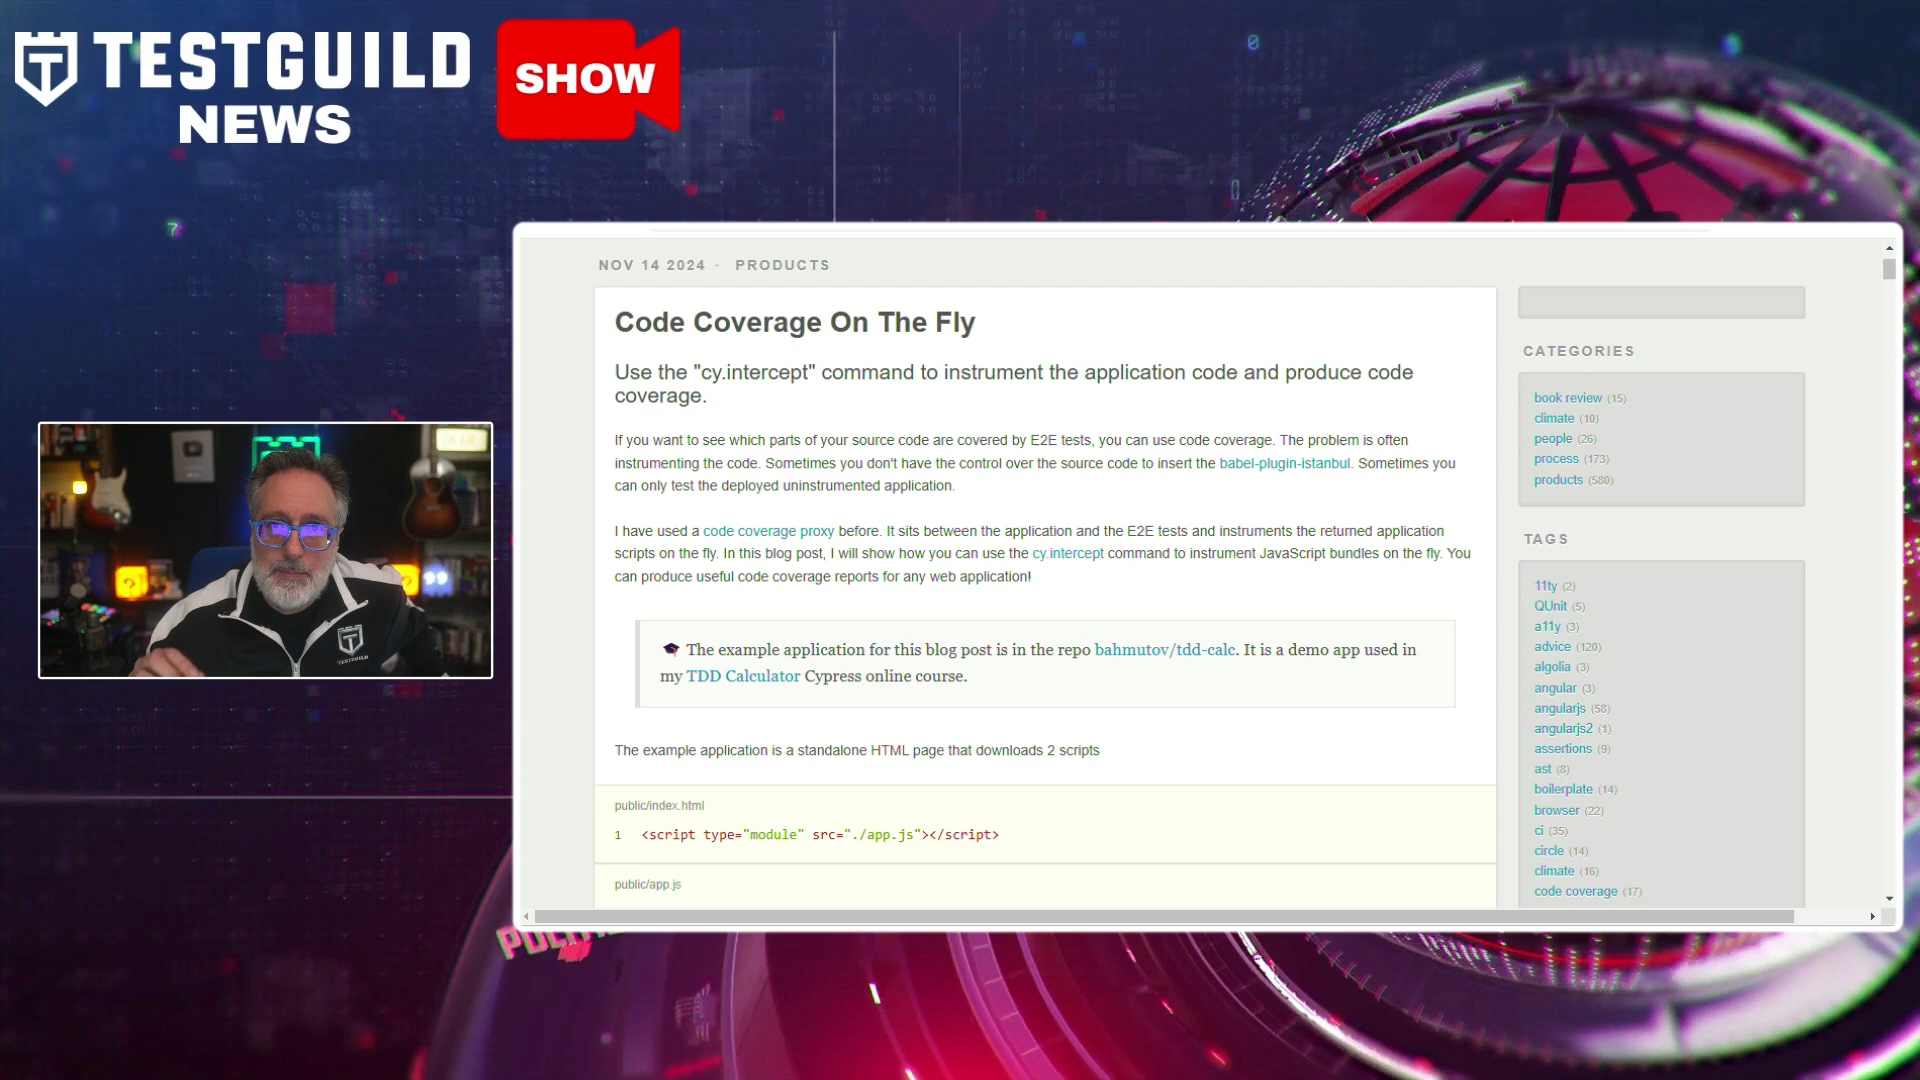 TESTGUILD
NEWS
SHOW
NOV 14 2024 · PRODUCTS
Code Coverage On The Fly
Use the "cy.intercept" command to instrument the application code and produce code
coverage.
If you want to see which parts of your source code are covered by E2E tests, you can use code coverage. The problem is often
instrumenting the code. Sometimes you don't have the control over the source code to insert the babel-plugin-istanbul. Sometimes you
can only test the deployed uninstrumented application.
I have used a code coverage proxy before. It sits between the application and the E2E tests and instruments the returned application
scripts on the fly. In this blog post, I will show how you can use the cy.intercept command to instrument JavaScript bundles on the fly. You
can produce useful code coverage reports for any web application!
The example application for this blog post is in the repo bahmutov/tdd-calc. It is a demo app used in
my TDD Calculator Cypress online course.
The example application is a standalone HTML page that downloads 2 scripts
public/index.html
1 <script type="module" src="./app.js"></script>
public/app.js
CATEGORIES
book review (15)
climate (10)
people (26)
process (173)
products (580)
TAGS
11ty (2)
QUnit (5)
a11y (3)
advice (120)
algolia (3)
angular (3)
angularjs (58)
angularjs2 (1)
assertions (9)
ast (8)
boilerplate (14)
browser (22)
ci (35)
circle (14)
climate (16)
code coverage (17)
TESTGUILD